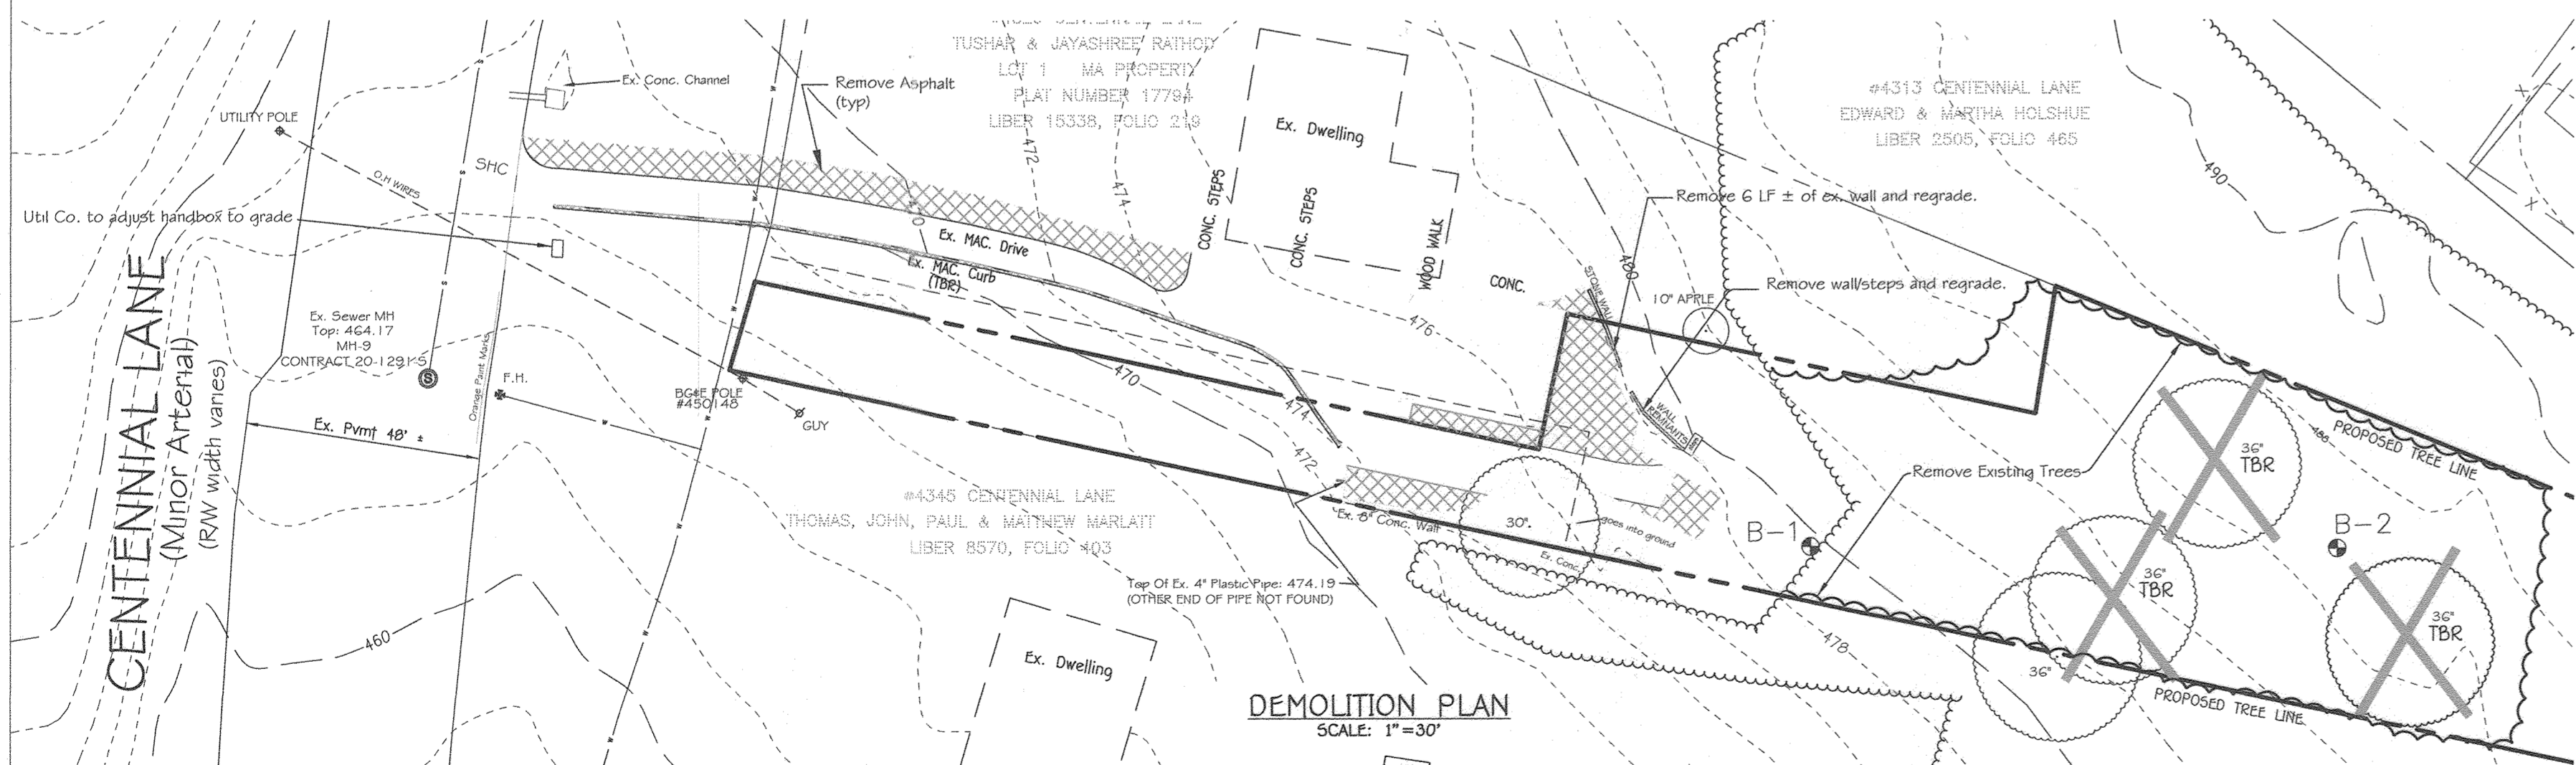 TUSHAR & JAYASHREE RATHOD
LOT 1 MA PROPERTY
PLAT NUMBER 17794
LIBER 15338, FOLIO 219
#4313 CENTENNIAL LANE
EDWARD & MARTHA HOLSHUE
LIBER 2505, FOLIO 465
Ex. Conc. Channel
Remove Asphalt
(typ)
UTILITY POLE
O.H WIRES
SHC
Util Co. to adjust handbox to grade
CENTENNIAL LANE
(Minor Arterial)
(R/W width varies)
Ex. Sewer MH
Top: 464.17
MH-9
CONTRACT 20-1291-S
S
Orange Paint Marks
F.H.
Ex. Pvmt 48' ±
BG&E POLE
#450148
GUY
Ex. MAC. Drive
Ex. MAC. Curb
(TBR)
470
472
474
CONC. STEPS
Ex. Dwelling
CONC. STEPS
WOOD WALK
CONC.
STONE WALL
480
Remove 6 LF ± of ex. wall and regrade.
Remove wall/steps and regrade.
10" APPLE
WALL
REMNANTS
490
476
470
474
472
#4345 CENTENNIAL LANE
THOMAS, JOHN, PAUL & MATTHEW MARLATT
LIBER 8570, FOLIO 403
Ex. 8" Conc. Wall
30"
goes into ground
Ex. Conc.
Top Of Ex. 4" Plastic Pipe: 474.19
(OTHER END OF PIPE NOT FOUND)
B-1
Remove Existing Trees
PROPOSED TREE LINE
486
36"
TBR
B-2
36"
TBR
36"
TBR
36"
478
PROPOSED TREE LINE
460
Ex. Dwelling
DEMOLITION PLAN
SCALE: 1"=30'